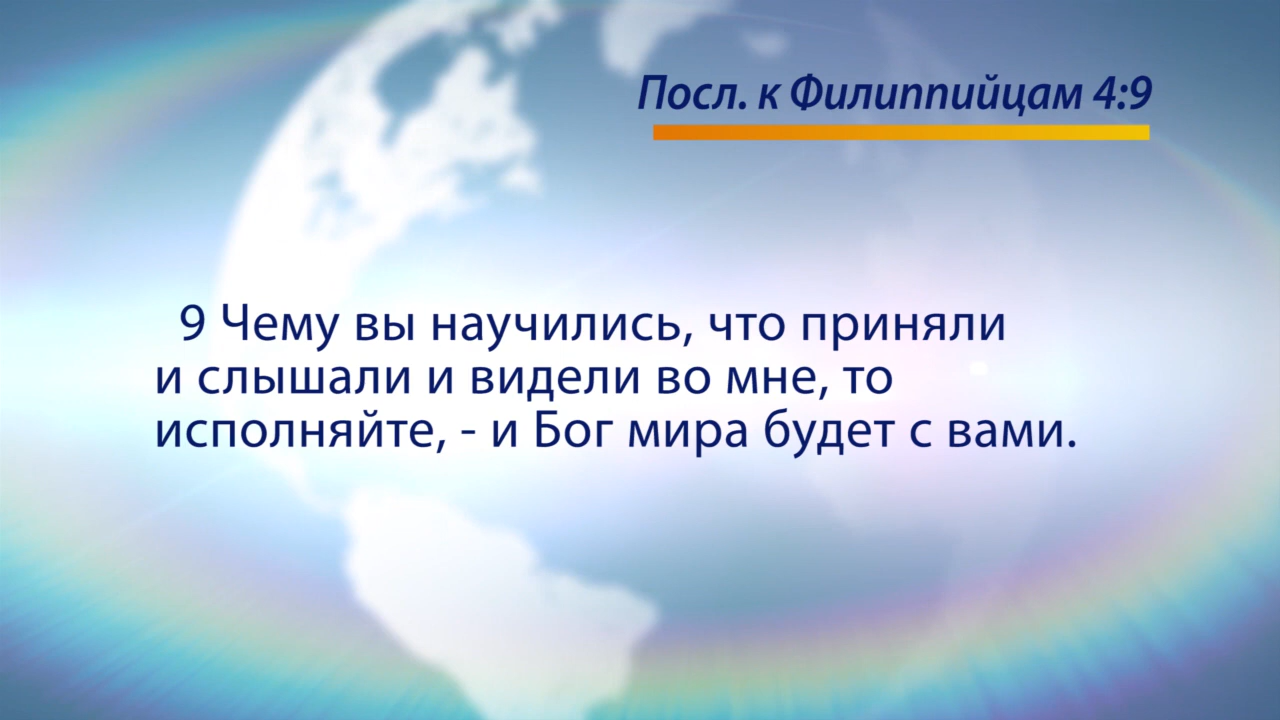 Посл. к Филиппийцам 4:9
9 Чему вы научились, что приняли
и слышали и видели во мне, то
исполняйте, - и Бог мира будет с вами.